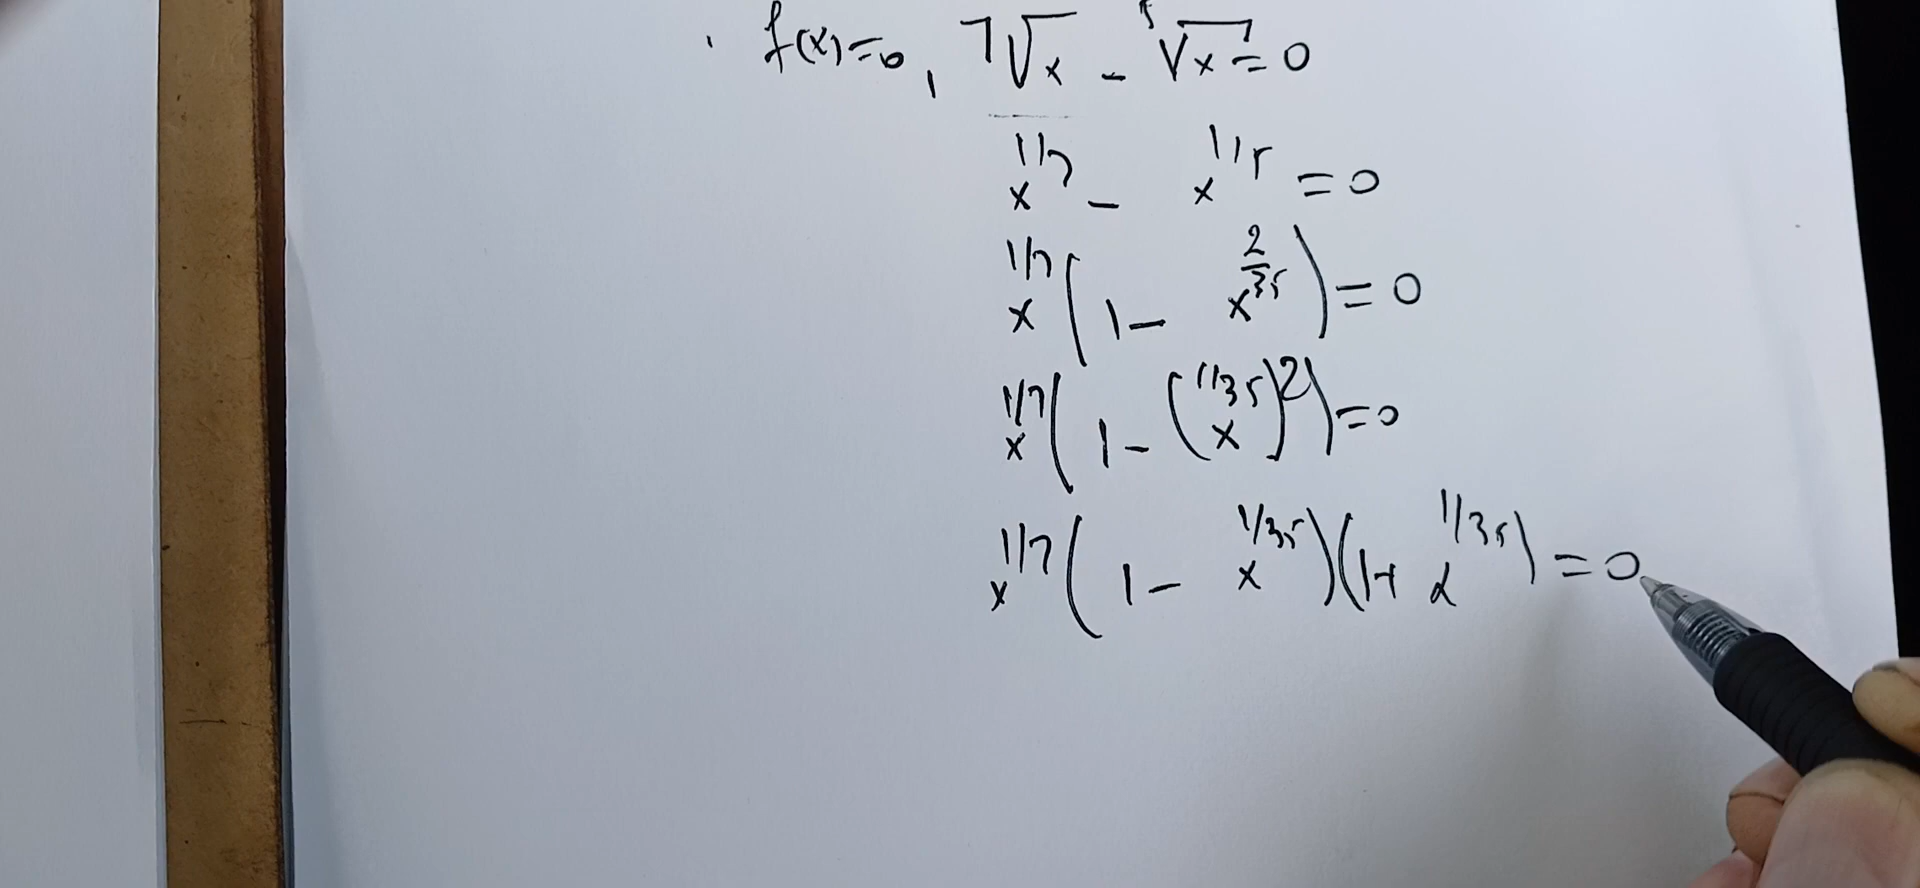 f(x)=0, ⁷√x - ⁵√x = 0
x^{1/7} - x^{1/5} = 0
x^{1/7} ( 1 - x^{\frac{2}{35}} ) = 0
x^{1/7} ( 1 - ( x^{1/35} )^2 ) = 0
x^{1/7} ( 1 - x^{1/35} ) ( 1 + x^{1/35} ) = 0